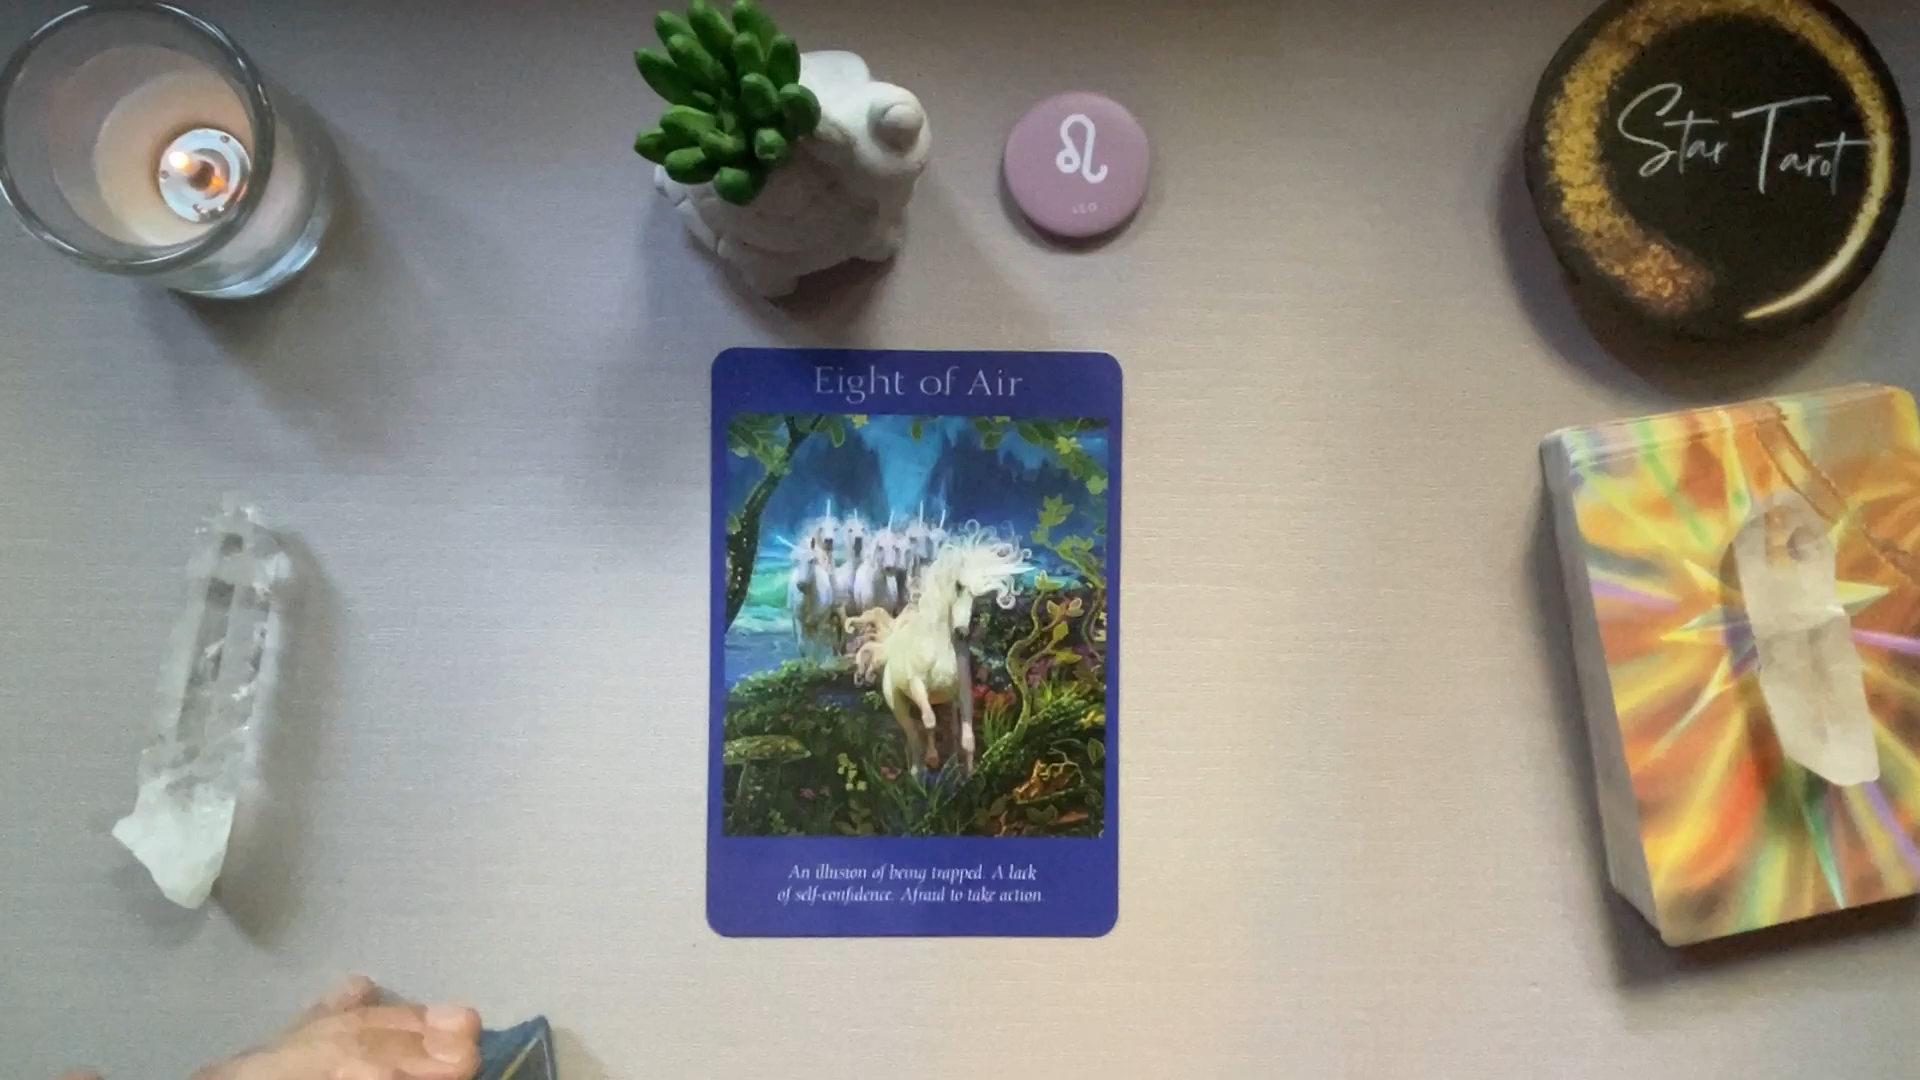 Star Tarot
LEO
Eight of Air
An illusion of being trapped. A lack
of self-confidence. Afraid to take action.